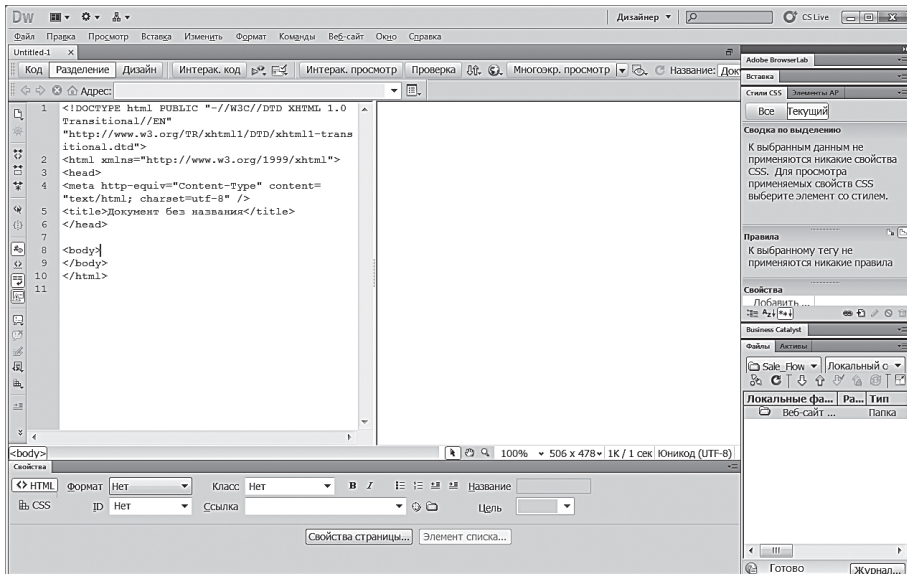 Dw Дизайнер CS Live
Файл Правка Просмотр Вставка Изменить Формат Команды Веб-сайт Окно Справка
Untitled-1
Код Разделение Дизайн Интерак. код Интерак. просмотр Проверка Многоэкр. просмотр Название: Док
Адрес:
1 <!DOCTYPE html PUBLIC "-//W3C//DTD XHTML 1.0
Transitional//EN"
"http://www.w3.org/TR/xhtml1/DTD/xhtml1-trans
itional.dtd">
2 <html xmlns="http://www.w3.org/1999/xhtml">
3 <head>
4 <meta http-equiv="Content-Type" content=
"text/html; charset=utf-8" />
5 <title>Документ без названия</title>
6 </head>
7
8 <body>
9 </body>
10 </html>
11
<body>
100% 506 x 478 1K / 1 сек Юникод (UTF-8)
Свойства
<> HTML Формат Нет Класс Нет B I Название
CSS ID Нет Ссылка Цель
Свойства страницы... Элемент списка...
Adobe BrowserLab
Вставка
Стили CSS Элементы AP
Все Текущий
Сводка по выделению
К выбранным данным не
применяются никакие свойства
CSS. Для просмотра
применяемых свойств CSS
выберите элемент со стилем.
Правила
К выбранному тегу не
применяются никакие правила
Свойства
Добавить ...
Business Catalyst
Файлы Активы
Sale_Flow Локальный о
Локальные фа... Ра... Тип
Веб-сайт ... Папка
Готово Журнал...